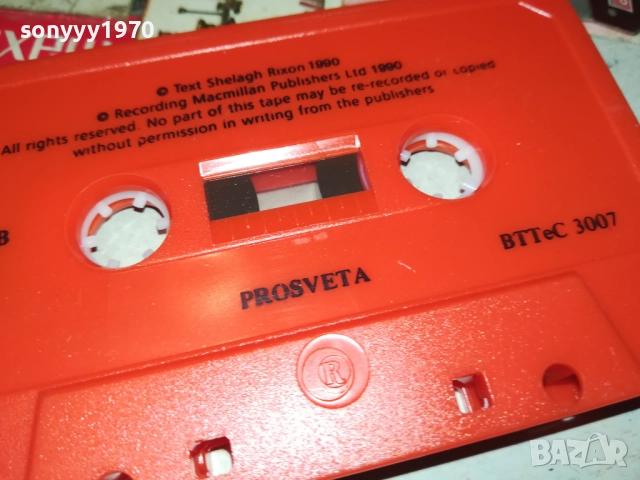 sonyyy1970
© Text Shelagh Rixon 1990
© Recording Macmillan Publishers Ltd 1990
All rights reserved. No part of this tape may be re-recorded or copied
without permission in writing from the publishers
B
BTTeC 3007
PROSVETA
®
BAZAR